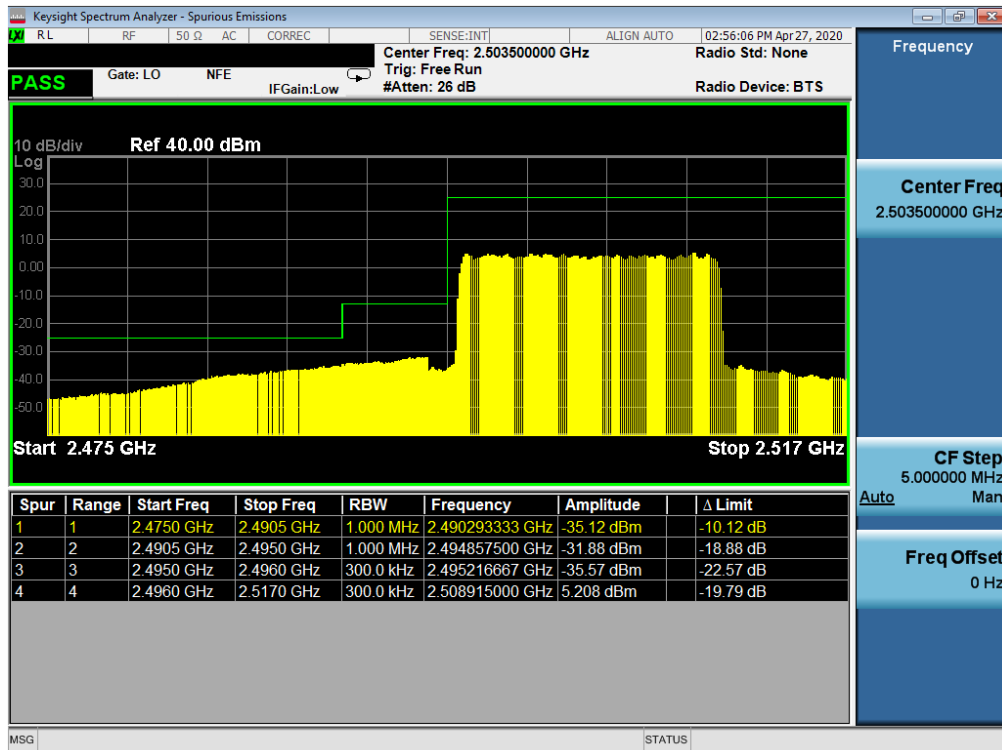 Keysight Spectrum Analyzer - Spurious Emissions
LXI RL RF 50 Ω AC CORREC SENSE:INT ALIGN AUTO 02:56:06 PM Apr 27, 2020
Center Freq: 2.503500000 GHz Radio Std: None
Trig: Free Run
PASS Gate: LO NFE IFGain:Low #Atten: 26 dB Radio Device: BTS
10 dB/div Ref 40.00 dBm
Log
30.0
20.0
10.0
0.00
-10.0
-20.0
-30.0
-40.0
-50.0
Start 2.475 GHz Stop 2.517 GHz
Spur Range Start Freq Stop Freq RBW Frequency Amplitude Δ Limit
1 1 2.4750 GHz 2.4905 GHz 1.000 MHz 2.490293333 GHz -35.12 dBm -10.12 dB
2 2 2.4905 GHz 2.4950 GHz 1.000 MHz 2.494857500 GHz -31.88 dBm -18.88 dB
3 3 2.4950 GHz 2.4960 GHz 300.0 kHz 2.495216667 GHz -35.57 dBm -22.57 dB
4 4 2.4960 GHz 2.5170 GHz 300.0 kHz 2.508915000 GHz 5.208 dBm -19.79 dB
MSG STATUS
Frequency
Center Freq
2.503500000 GHz
CF Step
5.000000 MHz
Auto Man
Freq Offset
0 Hz